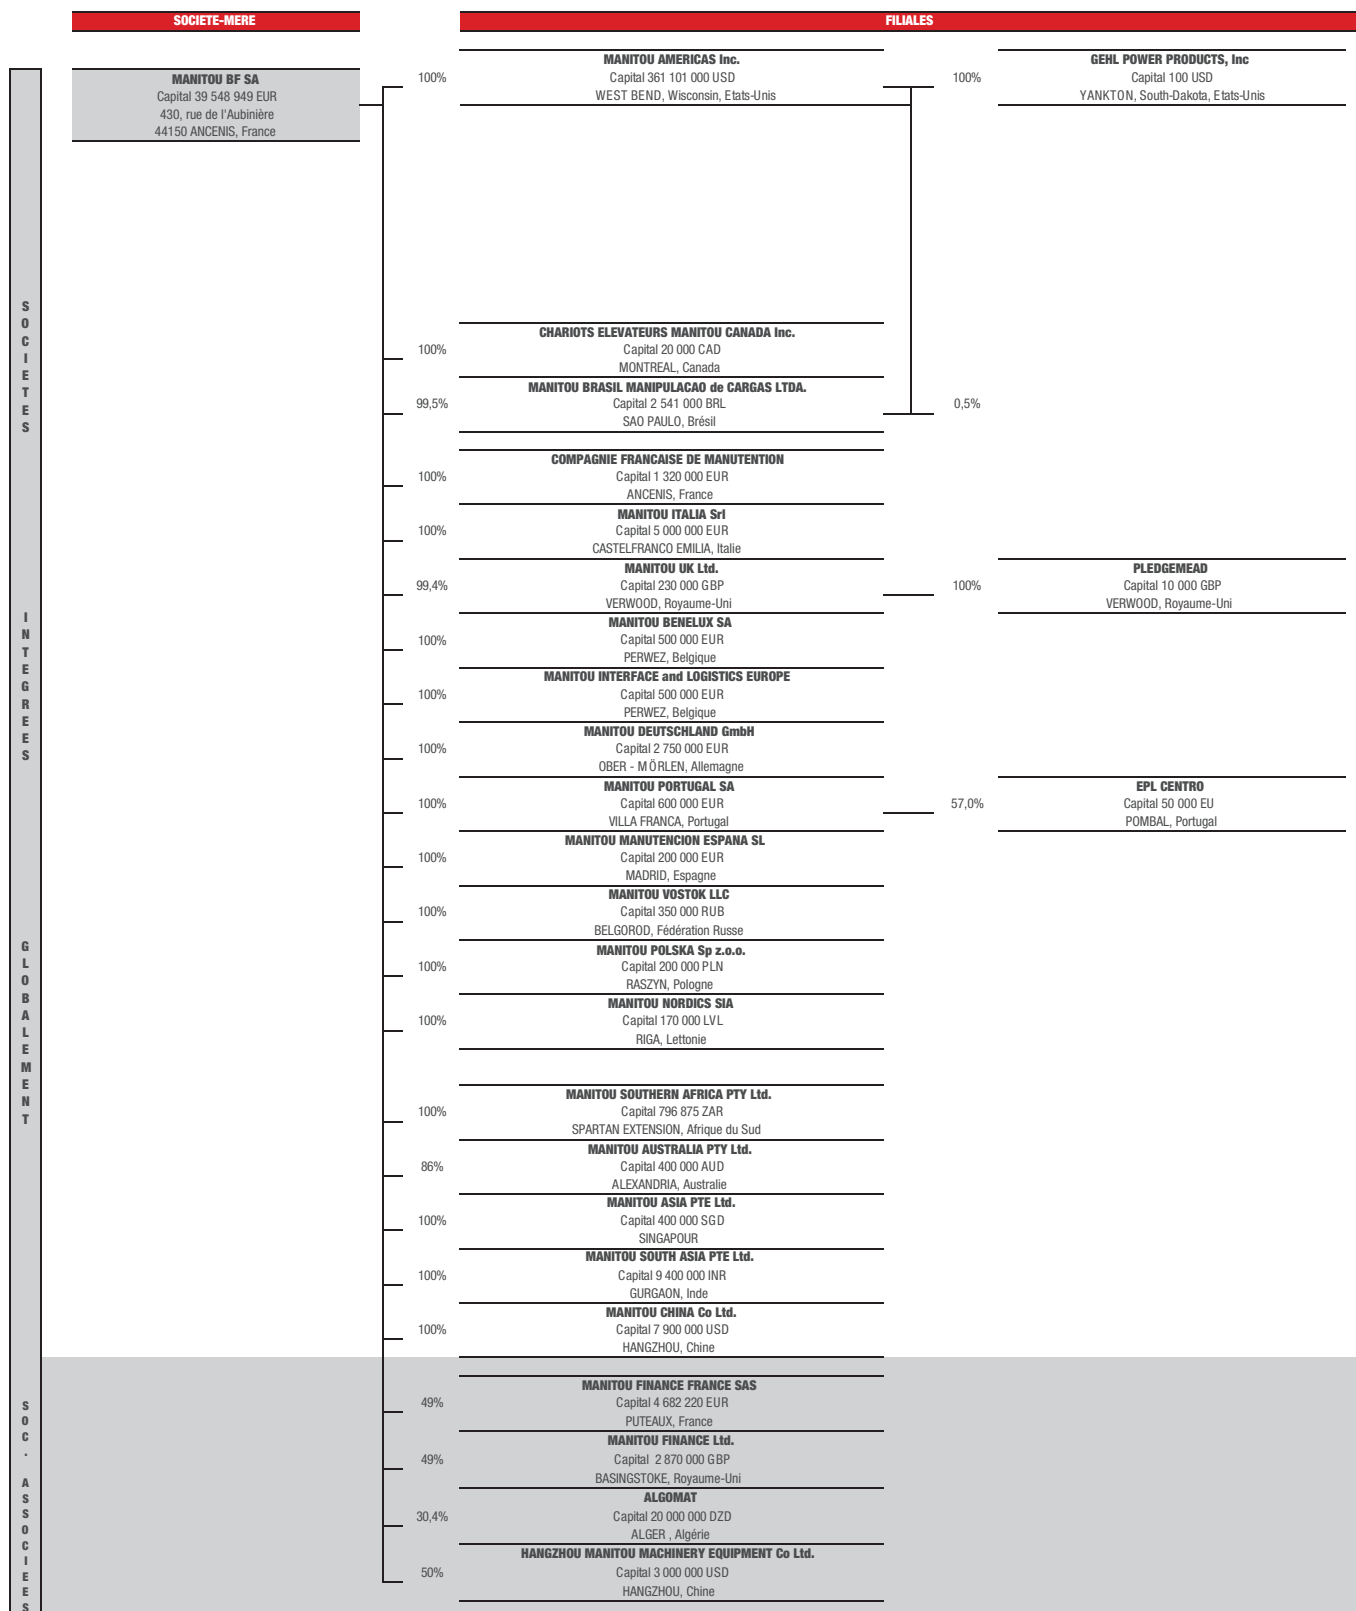 SOCIETE-MERE
FILIALES
MANITOU BF SA
Capital 39 548 949 EUR
430, rue de l'Aubinière
44150 ANCENIS, France
100%
MANITOU AMERICAS Inc.
Capital 361 101 000 USD
WEST BEND, Wisconsin, Etats-Unis
100%
GEHL POWER PRODUCTS, Inc
Capital 100 USD
YANKTON, South-Dakota, Etats-Unis
SOCIETES INTEGREES GLOBALEMENT
100%
CHARIOTS ELEVATEURS MANITOU CANADA Inc.
Capital 20 000 CAD
MONTREAL, Canada
99,5%
MANITOU BRASIL MANIPULACAO de CARGAS LTDA.
Capital 2 541 000 BRL
SAO PAULO, Brésil
0,5%
100%
COMPAGNIE FRANCAISE DE MANUTENTION
Capital 1 320 000 EUR
ANCENIS, France
100%
MANITOU ITALIA Srl
Capital 5 000 000 EUR
CASTELFRANCO EMILIA, Italie
99,4%
MANITOU UK Ltd.
Capital 230 000 GBP
VERWOOD, Royaume-Uni
100%
PLEDGEMEAD
Capital 10 000 GBP
VERWOOD, Royaume-Uni
100%
MANITOU BENELUX SA
Capital 500 000 EUR
PERWEZ, Belgique
100%
MANITOU INTERFACE and LOGISTICS EUROPE
Capital 500 000 EUR
PERWEZ, Belgique
100%
MANITOU DEUTSCHLAND GmbH
Capital 2 750 000 EUR
OBER - MÖRLEN, Allemagne
100%
MANITOU PORTUGAL SA
Capital 600 000 EUR
VILLA FRANCA, Portugal
57,0%
EPL CENTRO
Capital 50 000 EU
POMBAL, Portugal
100%
MANITOU MANUTENCION ESPANA SL
Capital 200 000 EUR
MADRID, Espagne
100%
MANITOU VOSTOK LLC
Capital 350 000 RUB
BELGOROD, Fédération Russe
100%
MANITOU POLSKA Sp z.o.o.
Capital 200 000 PLN
RASZYN, Pologne
100%
MANITOU NORDICS SIA
Capital 170 000 LVL
RIGA, Lettonie
100%
MANITOU SOUTHERN AFRICA PTY Ltd.
Capital 796 875 ZAR
SPARTAN EXTENSION, Afrique du Sud
86%
MANITOU AUSTRALIA PTY Ltd.
Capital 400 000 AUD
ALEXANDRIA, Australie
100%
MANITOU ASIA PTE Ltd.
Capital 400 000 SGD
SINGAPOUR
100%
MANITOU SOUTH ASIA PTE Ltd.
Capital 9 400 000 INR
GURGAON, Inde
100%
MANITOU CHINA Co Ltd.
Capital 7 900 000 USD
HANGZHOU, Chine
SOC. ASSOCIEES
49%
MANITOU FINANCE FRANCE SAS
Capital 4 682 220 EUR
PUTEAUX, France
49%
MANITOU FINANCE Ltd.
Capital 2 870 000 GBP
BASINGSTOKE, Royaume-Uni
30,4%
ALGOMAT
Capital 20 000 000 DZD
ALGER , Algérie
50%
HANGZHOU MANITOU MACHINERY EQUIPMENT Co Ltd.
Capital 3 000 000 USD
HANGZHOU, Chine